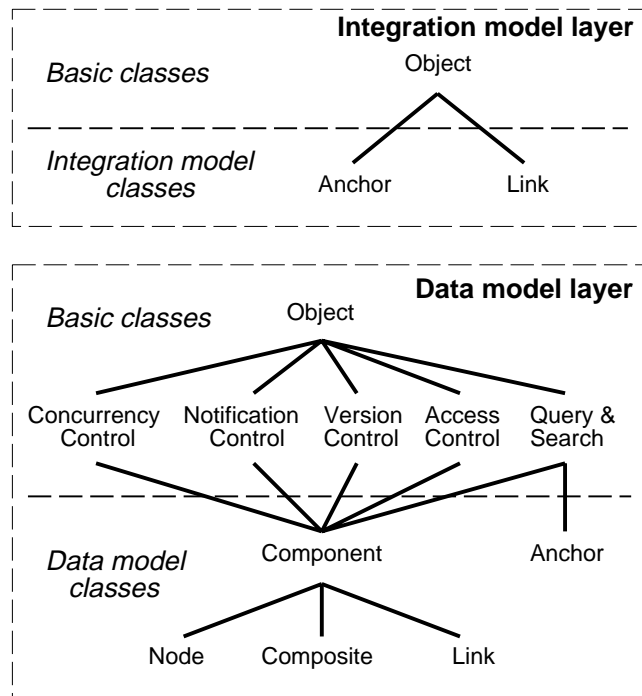 Integration model layer
Basic classes
Object
Integration model
classes
Anchor
Link
Data model layer
Basic classes
Object
Concurrency
Control
Notification
Control
Version
Control
Access
Control
Query &
Search
Data model
classes
Component
Anchor
Node
Composite
Link